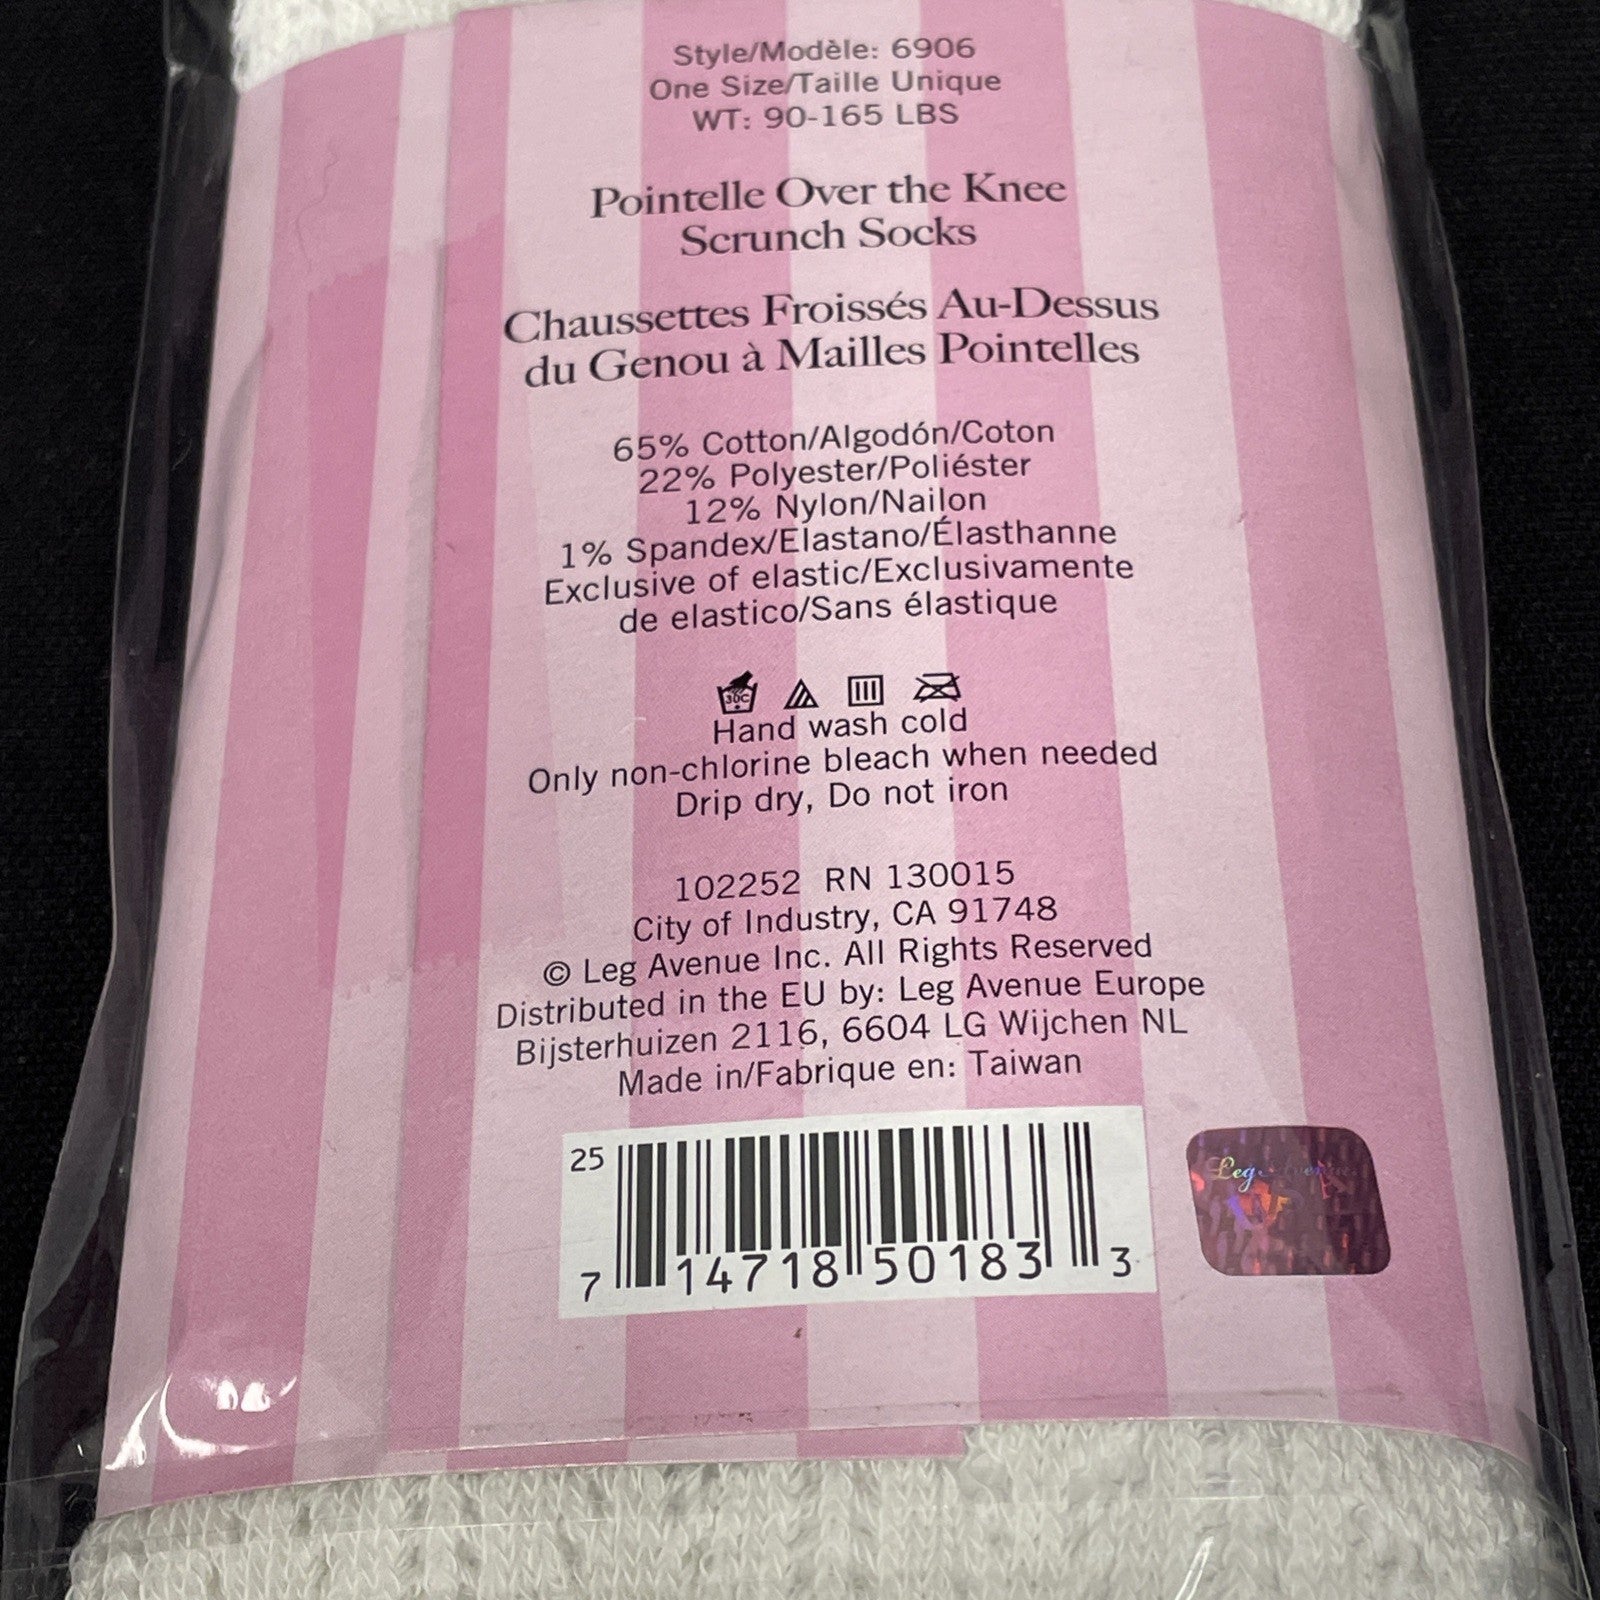 Style/Modèle: 6906
One Size/Taille Unique
WT: 90-165 LBS
Pointelle Over the Knee
Scrunch Socks
Chaussettes Froissés Au-Dessus
du Genou à Mailles Pointelles
65% Cotton/Algodón/Coton
22% Polyester/Poliéster
12% Nylon/Nailon
1% Spandex/Elastano/Élasthanne
Exclusive of elastic/Exclusivamente
de elastico/Sans élastique
30C
Hand wash cold
Only non-chlorine bleach when needed
Drip dry, Do not iron
102252 RN 130015
City of Industry, CA 91748
© Leg Avenue Inc. All Rights Reserved
Distributed in the EU by: Leg Avenue Europe
Bijsterhuizen 2116, 6604 LG Wijchen NL
Made in/Fabrique en: Taiwan
25
7 14718 50183 3
Leg Avenue